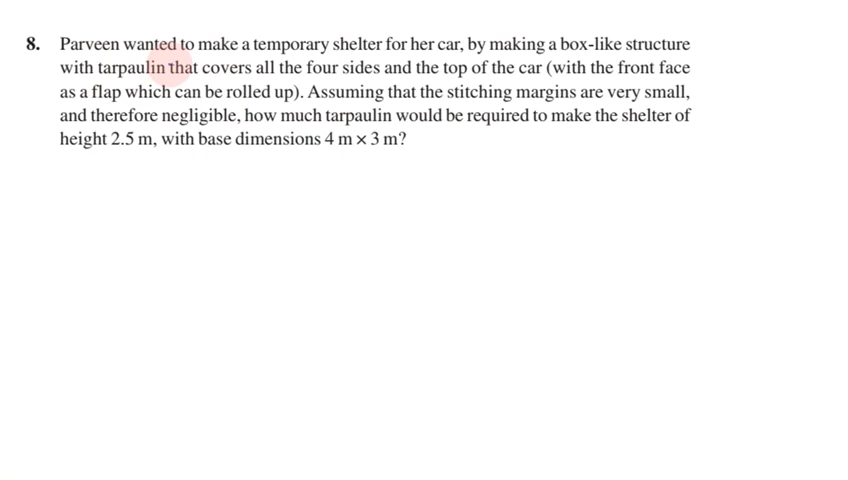 8. Parveen wanted to make a temporary shelter for her car, by making a box-like structure
with tarpaulin that covers all the four sides and the top of the car (with the front face
as a flap which can be rolled up). Assuming that the stitching margins are very small,
and therefore negligible, how much tarpaulin would be required to make the shelter of
height 2.5 m, with base dimensions 4 m × 3 m?